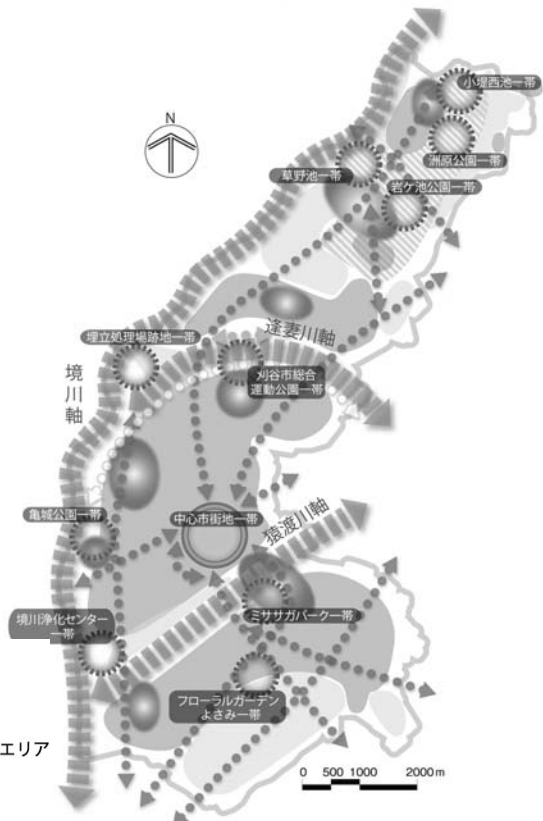 小堤西池一帯
N
洲原公園一帯
草野池一帯
岩ケ池公園一帯
逢妻川軸
埋立処理場跡地一帯
境川軸
刈谷市総合
運動公園一帯
亀城公園一帯
中心市街地一帯
猿渡川軸
境川浄化センター
一帯
ミササガパーク一帯
フローラルガーデン
よさみ一帯
エリア
0 500 1000 2000m